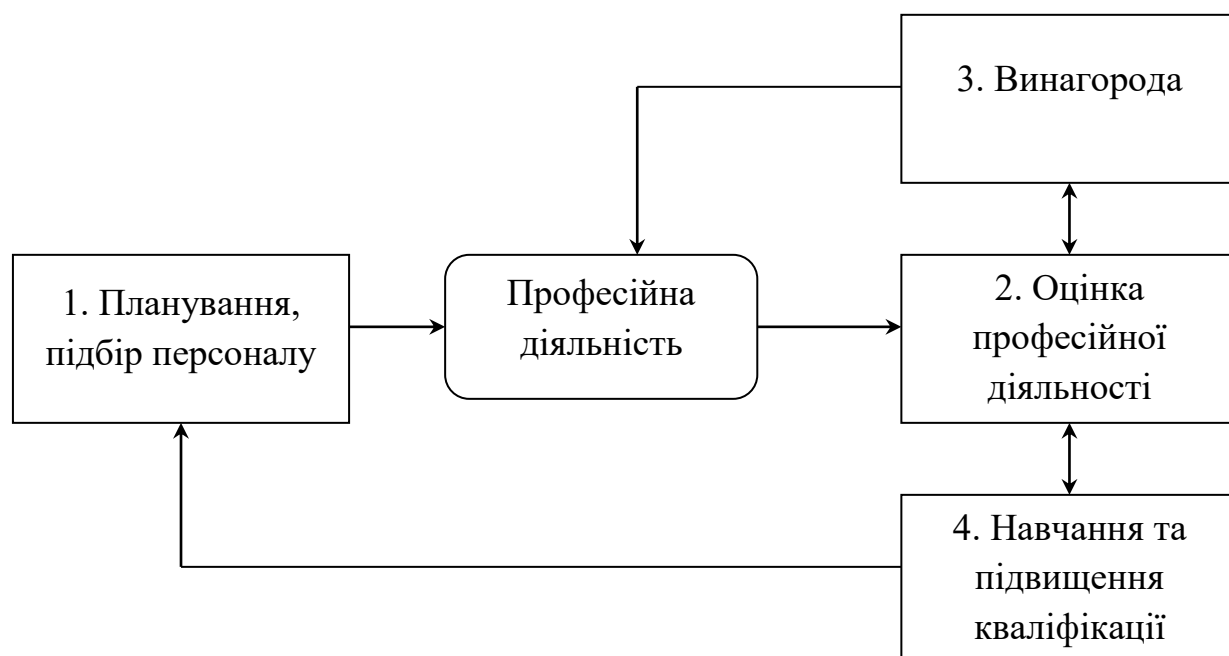 3. Винагорода
1. Планування,
підбір персоналу
Професійна
діяльність
2. Оцінка
професійної
діяльності
4. Навчання та
підвищення
кваліфікації